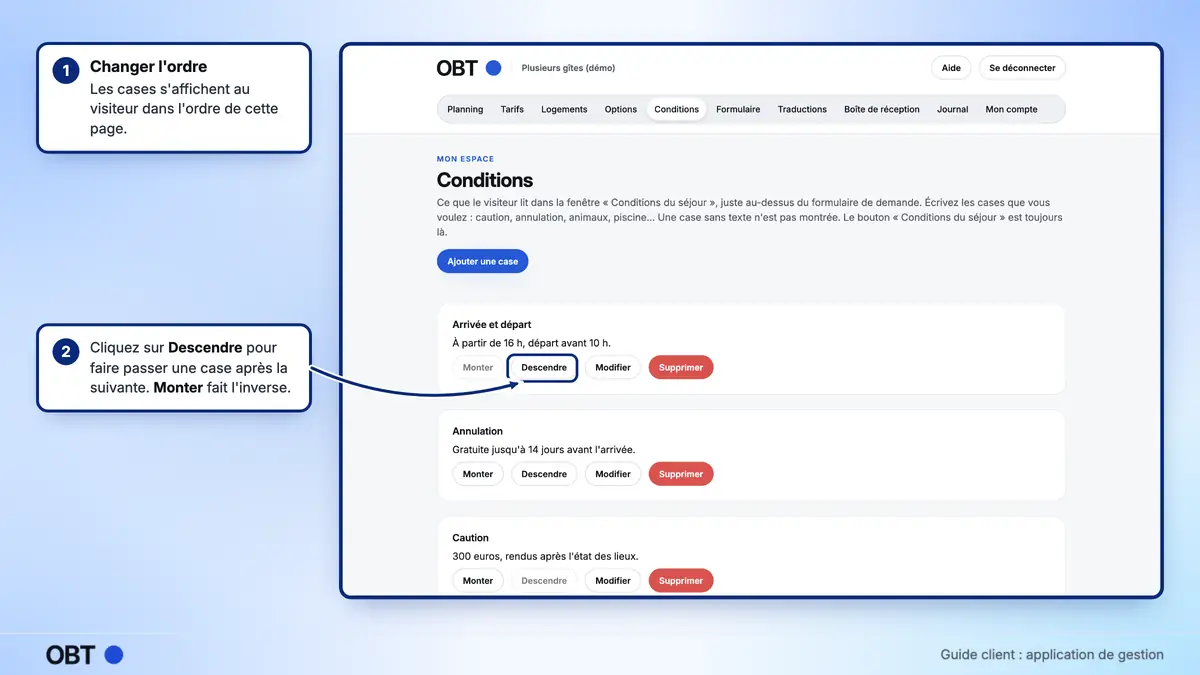 1
Changer l'ordre
Les cases s'affichent au
visiteur dans l'ordre de cette
page.
2
Cliquez sur Descendre pour
faire passer une case après la
suivante. Monter fait l'inverse.
OBT
Plusieurs gîtes (démo)
Aide
Se déconnecter
Planning Tarifs Logements Options Conditions Formulaire Traductions Boîte de réception Journal Mon compte
MON ESPACE
Conditions
Ce que le visiteur lit dans la fenêtre « Conditions du séjour », juste au-dessus du formulaire de demande. Écrivez les cases que vous
voulez : caution, annulation, animaux, piscine... Une case sans texte n'est pas montrée. Le bouton « Conditions du séjour » est toujours
là.
Ajouter une case
Arrivée et départ
À partir de 16 h, départ avant 10 h.
Monter Descendre Modifier Supprimer
Annulation
Gratuite jusqu'à 14 jours avant l'arrivée.
Monter Descendre Modifier Supprimer
Caution
300 euros, rendus après l'état des lieux.
Monter Descendre Modifier Supprimer
OBT
Guide client : application de gestion